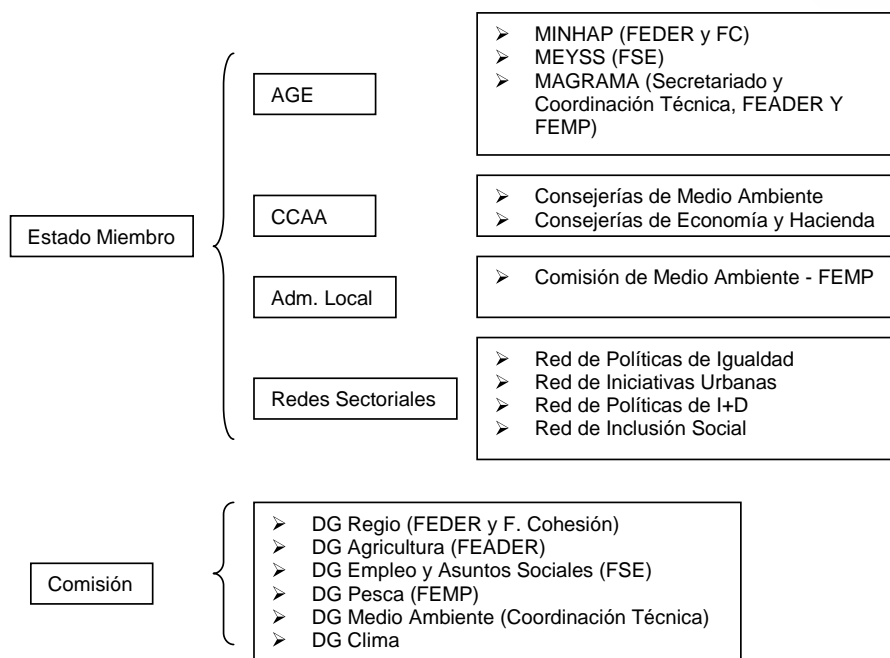 MINHAP (FEDER y FC)
MEYSS (FSE)
MAGRAMA (Secretariado y
Coordinación Técnica, FEADER Y
FEMP)
AGE
Consejerías de Medio Ambiente
Consejerías de Economía y Hacienda
CCAA
Estado Miembro
Comisión de Medio Ambiente - FEMP
Adm. Local
Red de Políticas de Igualdad
Red de Iniciativas Urbanas
Red de Políticas de I+D
Red de Inclusión Social
Redes Sectoriales
DG Regio (FEDER y F. Cohesión)
DG Agricultura (FEADER)
DG Empleo y Asuntos Sociales (FSE)
DG Pesca (FEMP)
DG Medio Ambiente (Coordinación Técnica)
DG Clima
Comisión